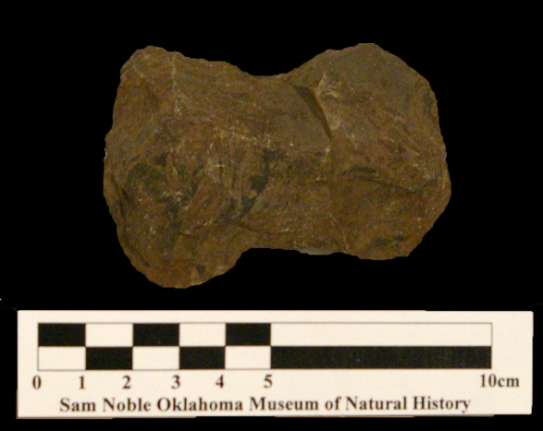 0 1 2 3 4 5 10cm
Sam Noble Oklahoma Museum of Natural History